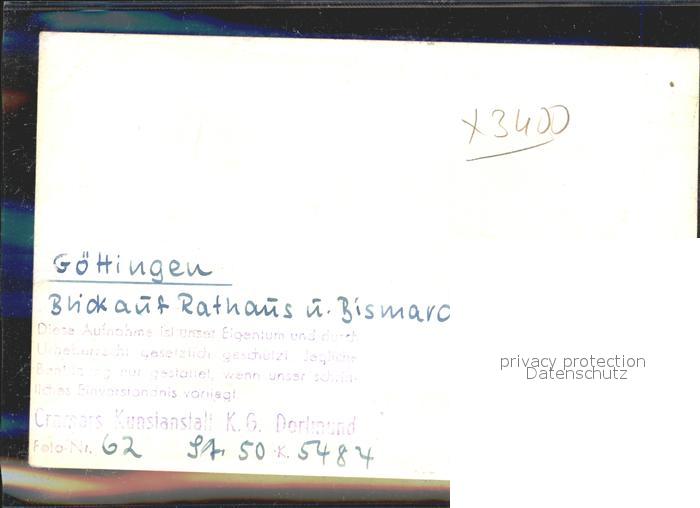 x3400
Göttingen
Blick auf Rathaus u. Bismarc
Diese Aufnahme ist unser Eigentum und durch
Urheberrecht gesetzlich geschützt. Jegliche
Benützung nur gestattet, wenn unser schrift-
liches Einverständnis vorliegt.
Cramers Kunstanstalt K.G. Dortmund
Foto-Nr. 62 St. 50 K. 5484
privacy protection
Datenschutz